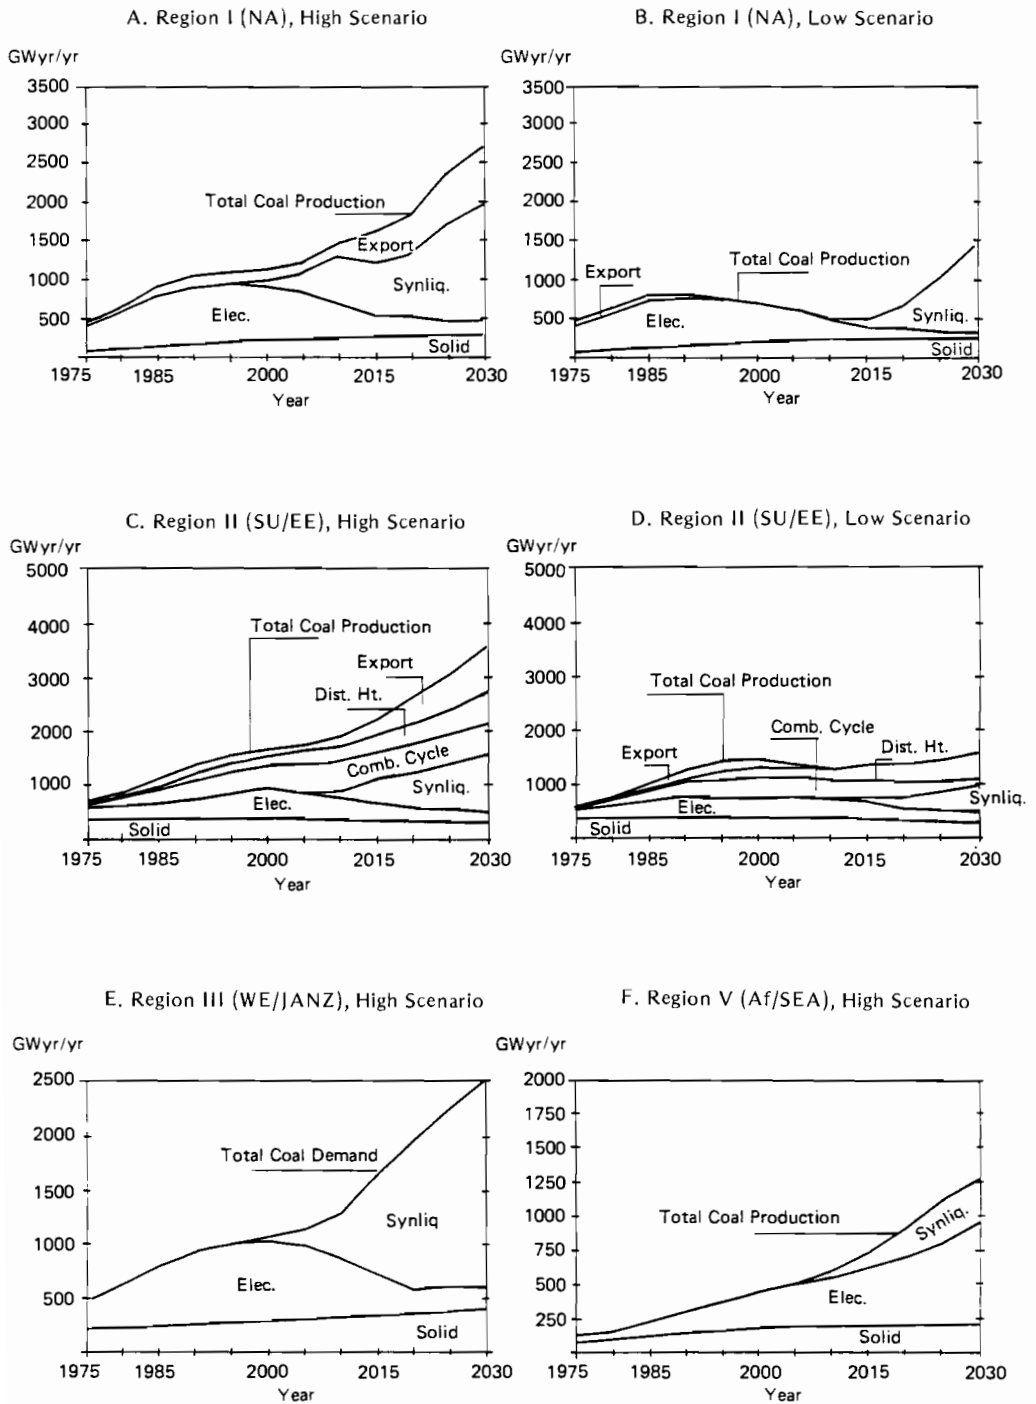 A. Region I (NA), High Scenario
GWyr/yr
3500
3000
2500
2000
1500
1000
500
Total Coal Production
Export
Synliq.
Elec.
Solid
1975 1985 2000 2015 2030
Year
B. Region I (NA), Low Scenario
GWyr/yr
3500
3000
2500
2000
1500
1000
500
Export
Total Coal Production
Elec.
Synliq.
Solid
1975 1985 2000 2015 2030
Year
C. Region II (SU/EE), High Scenario
GWyr/yr
5000
4000
3000
2000
1000
Total Coal Production
Export
Dist. Ht.
Comb. Cycle
Synliq.
Elec.
Solid
1975 1985 2000 2015 2030
Year
D. Region II (SU/EE), Low Scenario
GWyr/yr
5000
4000
3000
2000
1000
Total Coal Production
Comb. Cycle
Export
Dist. Ht.
Synliq.
Elec.
Solid
1975 1985 2000 2015 2030
Year
E. Region III (WE/JANZ), High Scenario
GWyr/yr
2500
2000
1500
1000
500
Total Coal Demand
Synliq
Elec.
Solid
1975 1985 2000 2015 2030
Year
F. Region V (Af/SEA), High Scenario
GWyr/yr
2000
1750
1500
1250
1000
750
500
250
Total Coal Production
Synliq.
Elec.
Solid
1975 1985 2000 2015 2030
Year